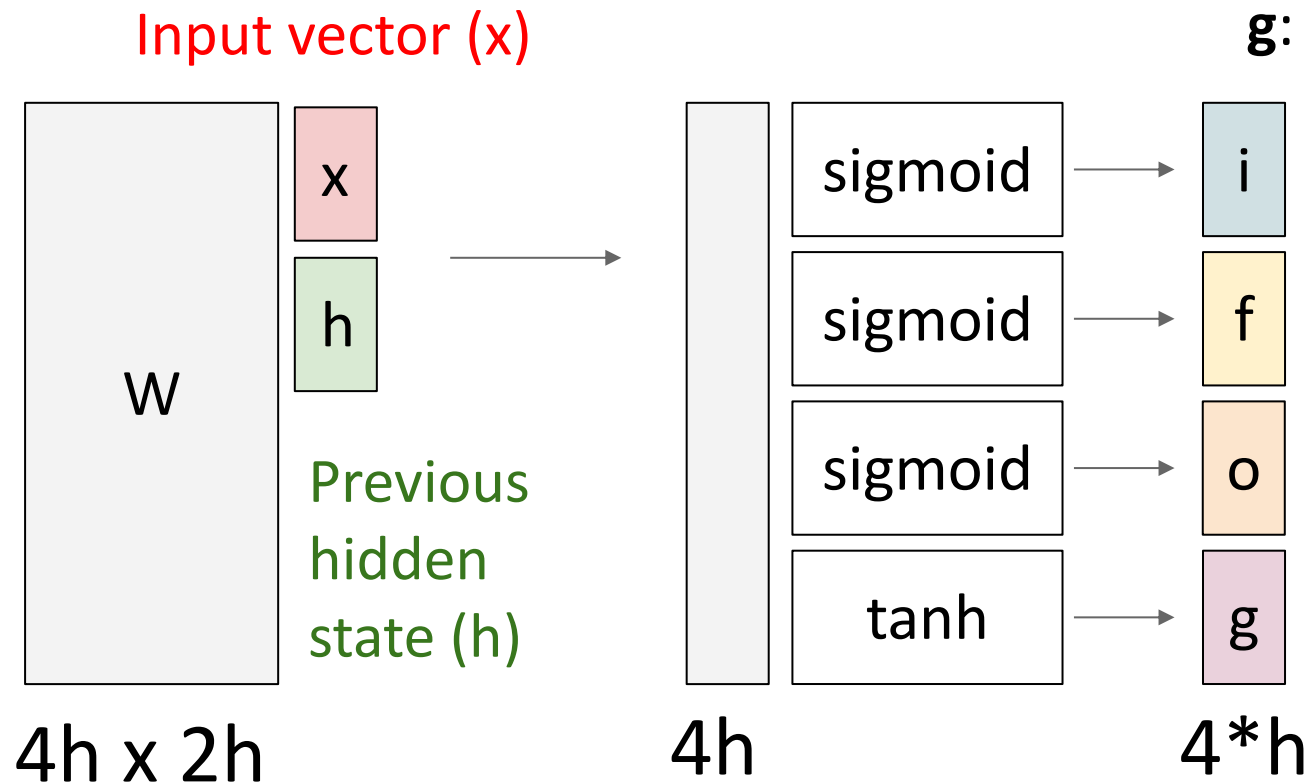 Input vector (x)
g:
W
x
h
Previous
hidden
state (h)
sigmoid
i
sigmoid
f
sigmoid
o
tanh
g
4h x 2h
4h
4*h